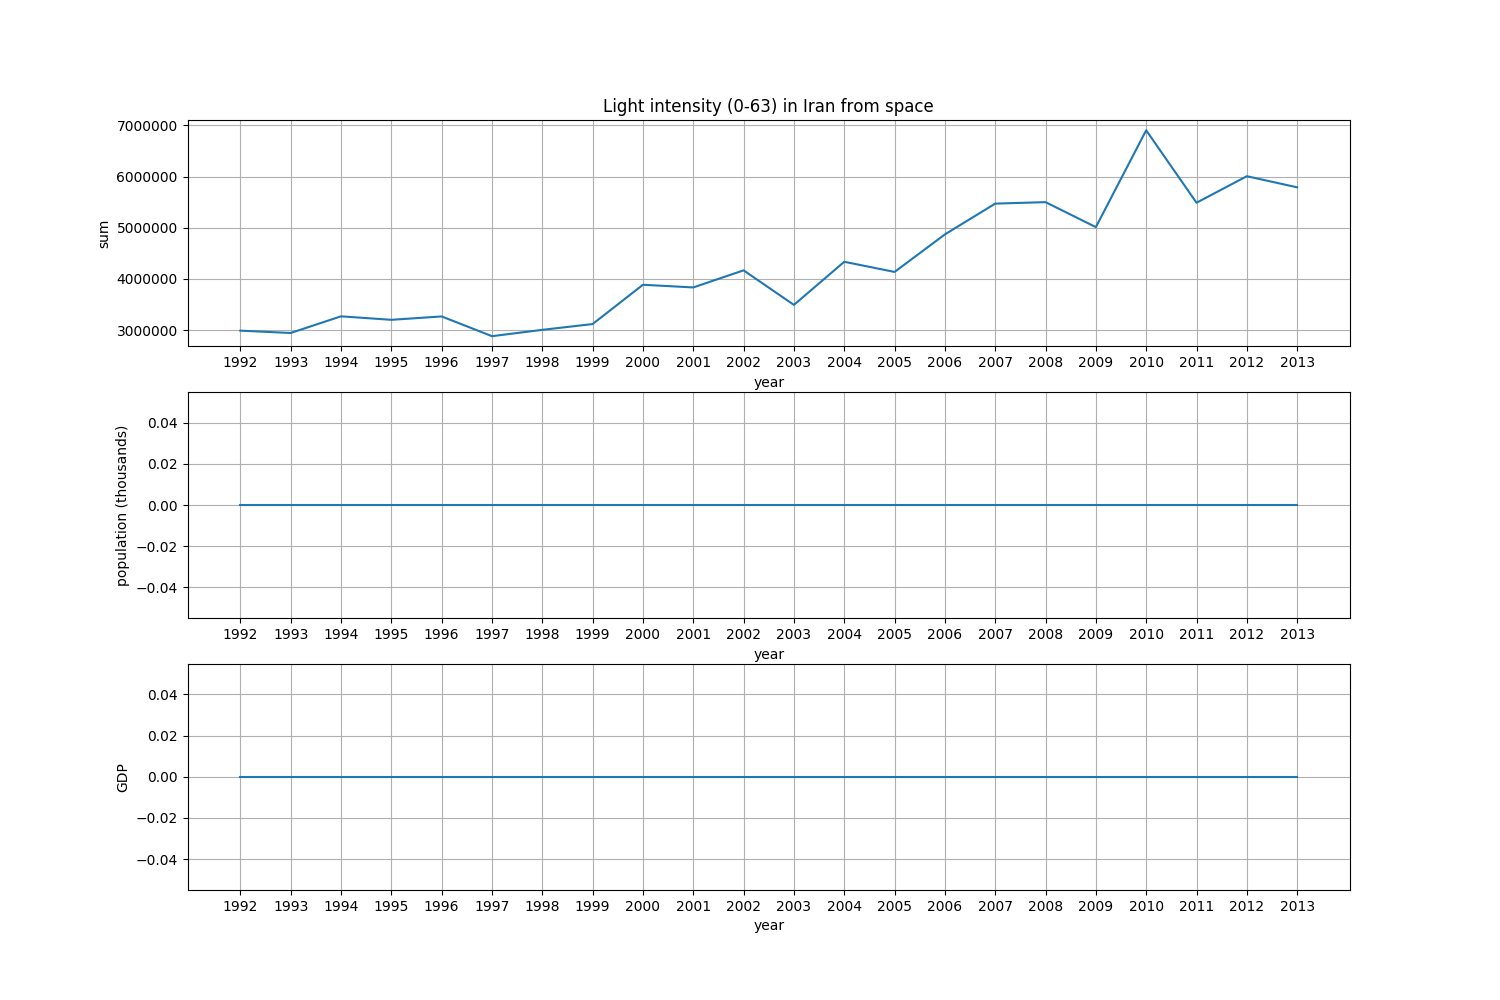 Light intensity (0-63) in Iran from space
7000000
6000000
5000000
4000000
3000000
sum
1992 1993 1994 1995 1996 1997 1998 1999 2000 2001 2002 2003 2004 2005 2006 2007 2008 2009 2010 2011 2012 2013
year
0.04
0.02
0.00
−0.02
−0.04
population (thousands)
1992 1993 1994 1995 1996 1997 1998 1999 2000 2001 2002 2003 2004 2005 2006 2007 2008 2009 2010 2011 2012 2013
year
0.04
0.02
0.00
−0.02
−0.04
GDP
1992 1993 1994 1995 1996 1997 1998 1999 2000 2001 2002 2003 2004 2005 2006 2007 2008 2009 2010 2011 2012 2013
year